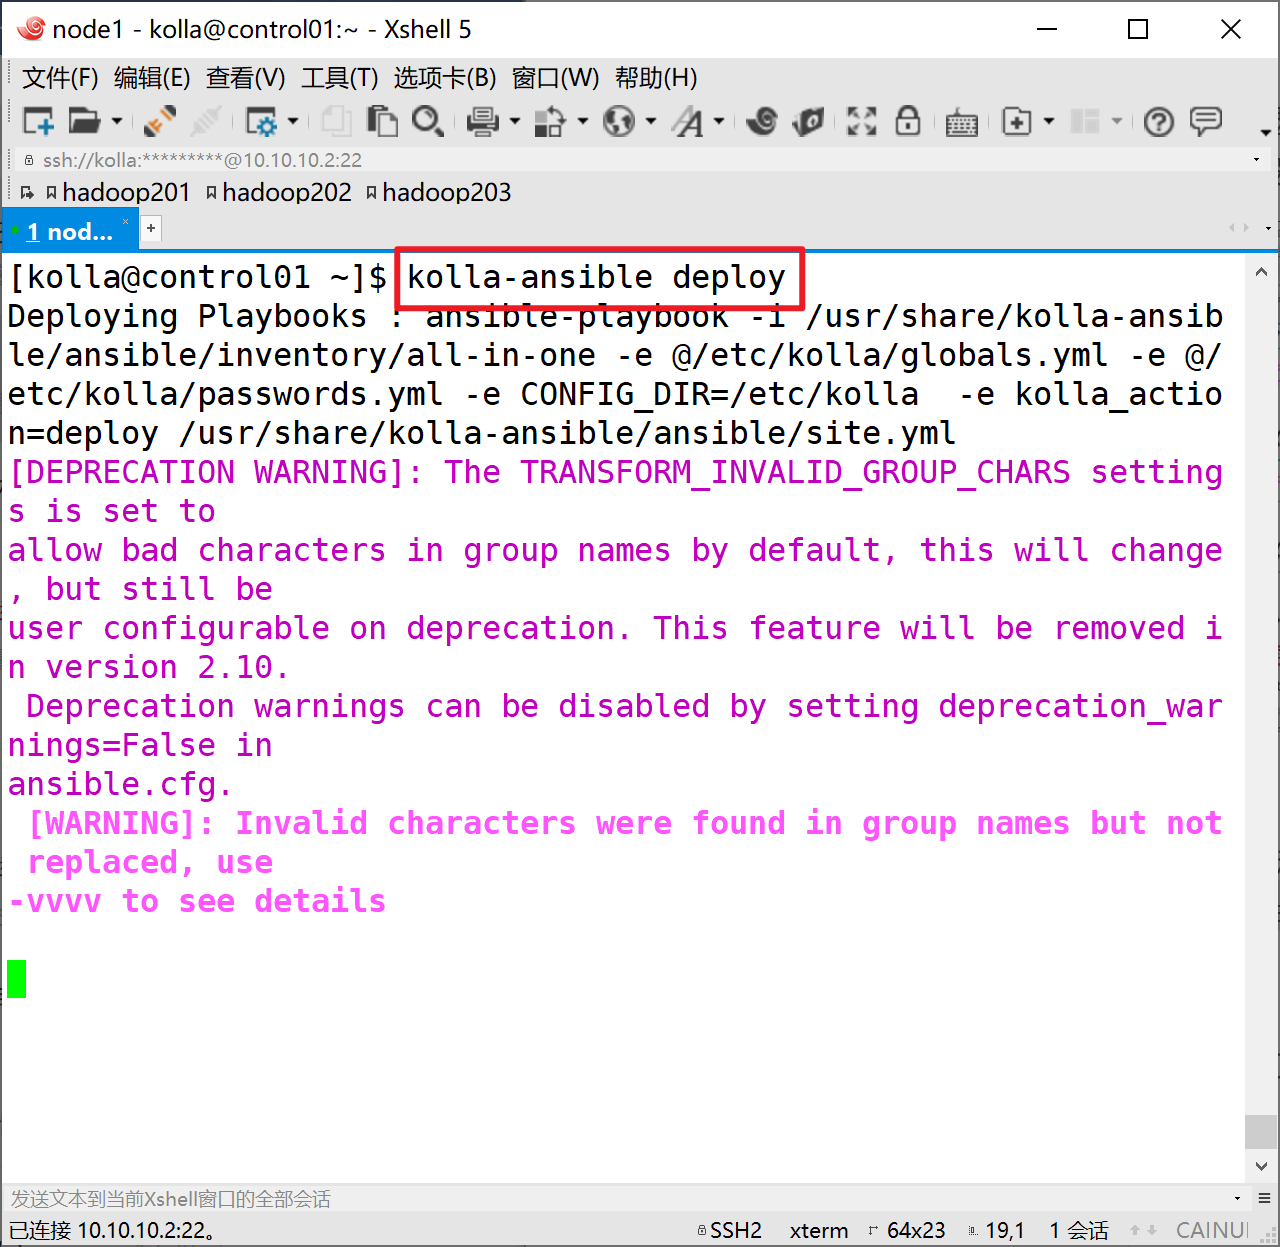 node1 - kolla@control01:~ - Xshell 5
文件(F) 编辑(E) 查看(V) 工具(T) 选项卡(B) 窗口(W) 帮助(H)
ssh://kolla:*********@10.10.10.2:22
hadoop201 hadoop202 hadoop203
1 nod... × +
[kolla@control01 ~]$ kolla-ansible deploy
Deploying Playbooks : ansible-playbook -i /usr/share/kolla-ansib
le/ansible/inventory/all-in-one -e @/etc/kolla/globals.yml -e @/
etc/kolla/passwords.yml -e CONFIG_DIR=/etc/kolla  -e kolla_actio
n=deploy /usr/share/kolla-ansible/ansible/site.yml
[DEPRECATION WARNING]: The TRANSFORM_INVALID_GROUP_CHARS setting
s is set to
allow bad characters in group names by default, this will change
, but still be
user configurable on deprecation. This feature will be removed i
n version 2.10.
 Deprecation warnings can be disabled by setting deprecation_war
nings=False in
ansible.cfg.
 [WARNING]: Invalid characters were found in group names but not
 replaced, use
-vvvv to see details
发送文本到当前Xshell窗口的全部会话
已连接 10.10.10.2:22。 SSH2 xterm 64x23 19,1 1 会话 CAINUI